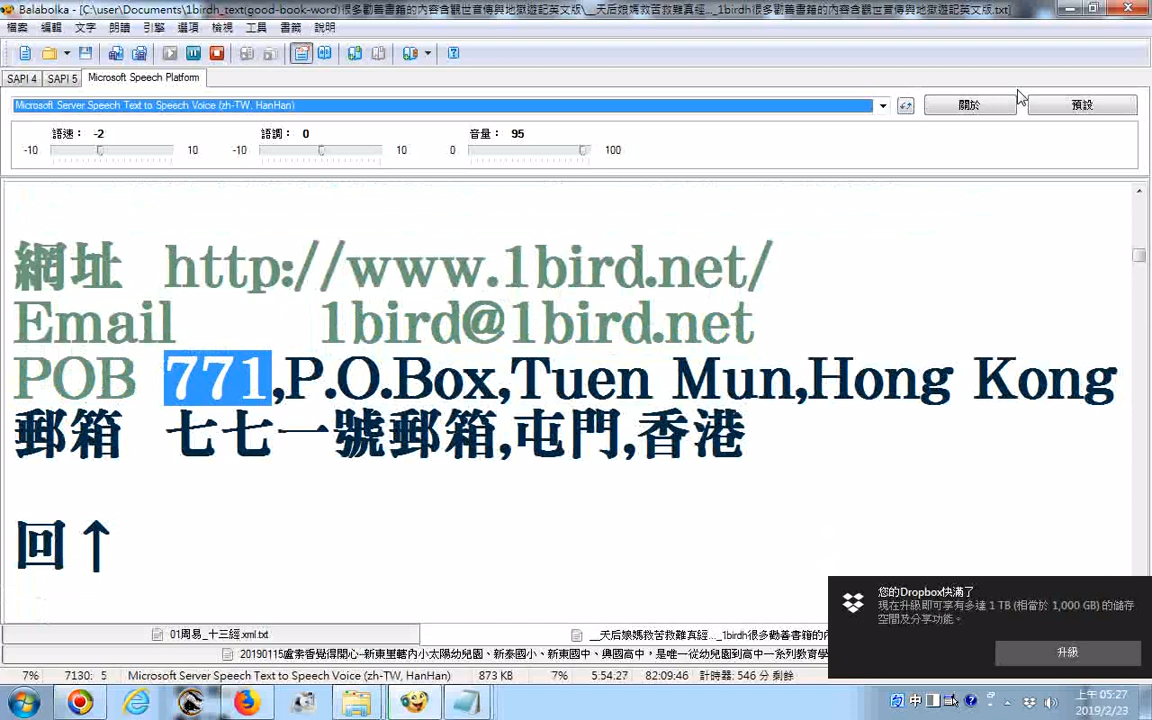 Balabolka - [C:\user\Documents\1birdh_text(good-book-word)很多勸善書籍的內容含觀世音傳與地獄遊記英文版\__天后娘媽救苦救難真經..._1birdh很多勸善書籍的內容含觀世音傳與地獄遊記英文版.txt]
檔案 編輯 文字 朗讀 引擎 選項 檢視 工具 書籤 說明
SAPI 4 SAPI 5 Microsoft Speech Platform
Microsoft Server Speech Text to Speech Voice (zh-TW, HanHan) 關於 預設
語速： -2 語調： 0 音量： 95
-10 10 -10 10 0 100
網址 http://www.1bird.net/
Email 1bird@1bird.net
POB 771,P.O.Box,Tuen Mun,Hong Kong
郵箱 七七一號郵箱,屯門,香港
回↑
您的Dropbox快滿了
現在升級即可享有多達 1 TB (相當於 1,000 GB) 的儲存
空間及分享功能。
升級
01周易_十三經.xml.txt __天后娘媽救苦救難真經..._1birdh很多勸善書籍的內
20190115盧素香覺得開心--新東里轄內小太陽幼兒園、新泰國小、新東國中、興國高中，是唯一從幼兒園到高中一系列教育學
7% 7130: 5 Microsoft Server Speech Text to Speech Voice (zh-TW, HanHan) 873 KB 7% 5:54:27 82:09:46 計時器: 546 分 剩餘
中 上午 05:27
2019/2/23